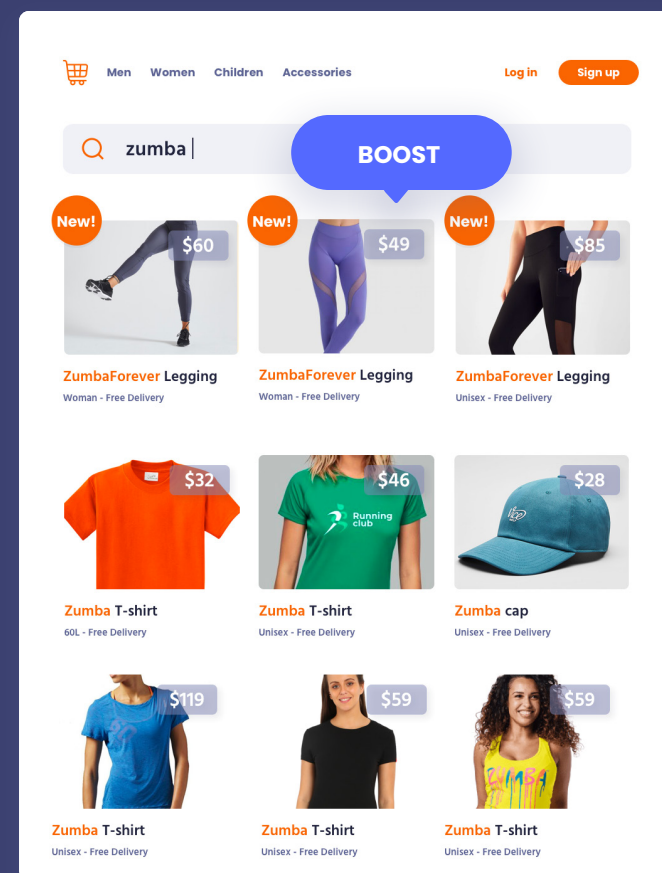 Men Women Children Accessories Log in Sign up
zumba
BOOST
New! New! New!
$60 $49 $85
ZumbaForever Legging ZumbaForever Legging ZumbaForever Legging
Woman - Free Delivery Woman - Free Delivery Unisex - Free Delivery
$32 $46 $28
Running
club
Zumba T-shirt Zumba T-shirt Zumba cap
60L - Free Delivery Unisex - Free Delivery Unisex - Free Delivery
$119 $59 $59
ZUMBA
Zumba T-shirt Zumba T-shirt Zumba T-shirt
Unisex - Free Delivery Unisex - Free Delivery Unisex - Free Delivery